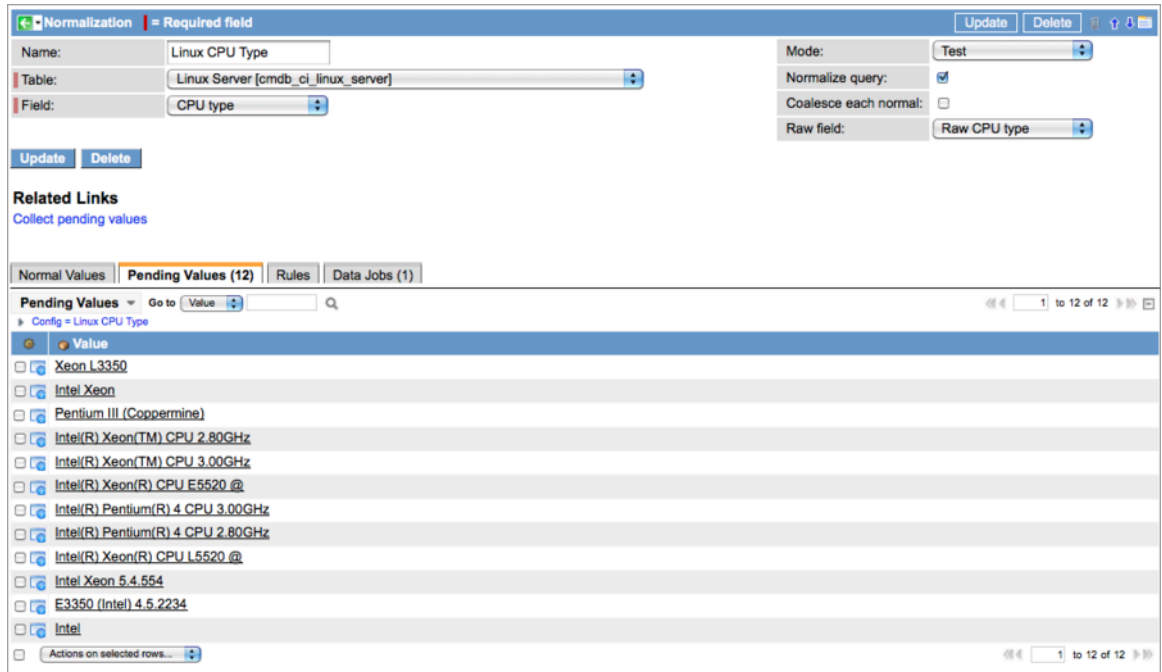 Normalization = Required field Update Delete
Name: Linux CPU Type Mode: Test
Table: Linux Server [cmdb_ci_linux_server] Normalize query:
Field: CPU type Coalesce each normal:
Raw field: Raw CPU type
Update Delete
Related Links
Collect pending values
Normal Values Pending Values (12) Rules Data Jobs (1)
Pending Values Go to Value 1 to 12 of 12
Config = Linux CPU Type
Value
Xeon L3350
Intel Xeon
Pentium III (Coppermine)
Intel(R) Xeon(TM) CPU 2.80GHz
Intel(R) Xeon(TM) CPU 3.00GHz
Intel(R) Xeon(R) CPU E5520 @
Intel(R) Pentium(R) 4 CPU 3.00GHz
Intel(R) Pentium(R) 4 CPU 2.80GHz
Intel(R) Xeon(R) CPU L5520 @
Intel Xeon 5.4.554
E3350 (Intel) 4.5.2234
Intel
Actions on selected rows... 1 to 12 of 12